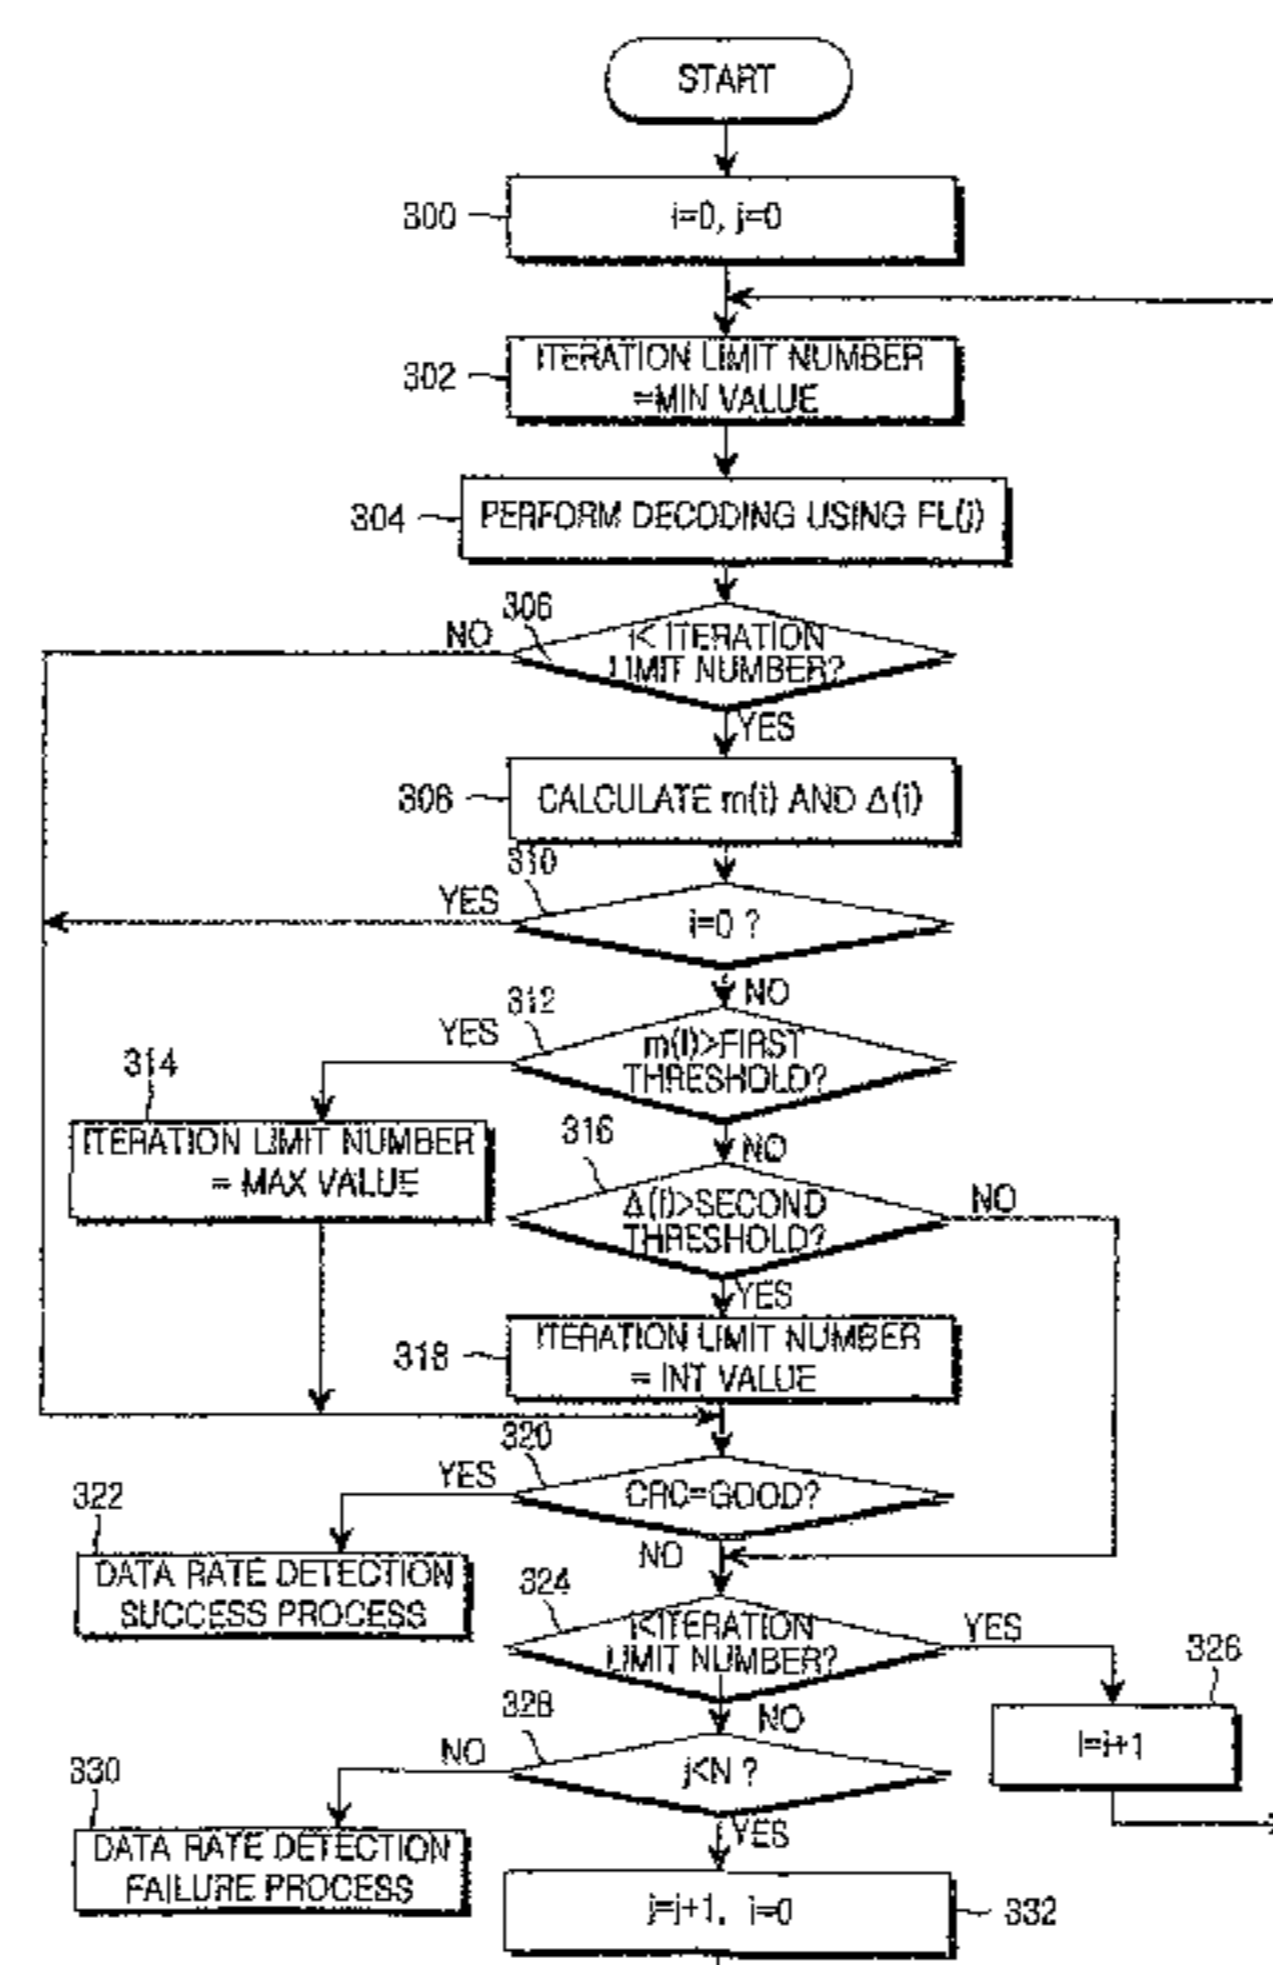 START
300
i=0, j=0
302
ITERATION LIMIT NUMBER
=MIN VALUE
304
PERFORM DECODING USING FL(j)
306
NO
i< ITERATION
LIMIT NUMBER?
YES
308
CALCULATE m(i) AND Δ(i)
310
YES
i=0 ?
NO
312
YES
m(i)>FIRST
THRESHOLD?
314
ITERATION LIMIT NUMBER
= MAX VALUE
NO
316
Δ(i)>SECOND
THRESHOLD?
NO
YES
318
ITERATION LIMIT NUMBER
= INT VALUE
320
YES
CRC=GOOD?
322
DATA RATE DETECTION
SUCCESS PROCESS
NO
324
i<ITERATION
LIMIT NUMBER?
YES
326
i=i+1
NO
328
NO
j<N ?
330
DATA RATE DETECTION
FAILURE PROCESS
YES
j=j+1, i=0
332